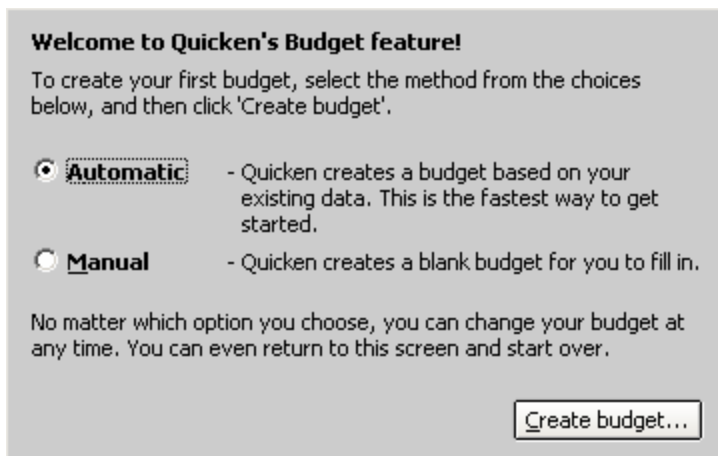 Welcome to Quicken's Budget feature!
To create your first budget, select the method from the choices
below, and then click 'Create budget'.
Automatic - Quicken creates a budget based on your
existing data. This is the fastest way to get
started.
Manual - Quicken creates a blank budget for you to fill in.
No matter which option you choose, you can change your budget at
any time. You can even return to this screen and start over.
Create budget...